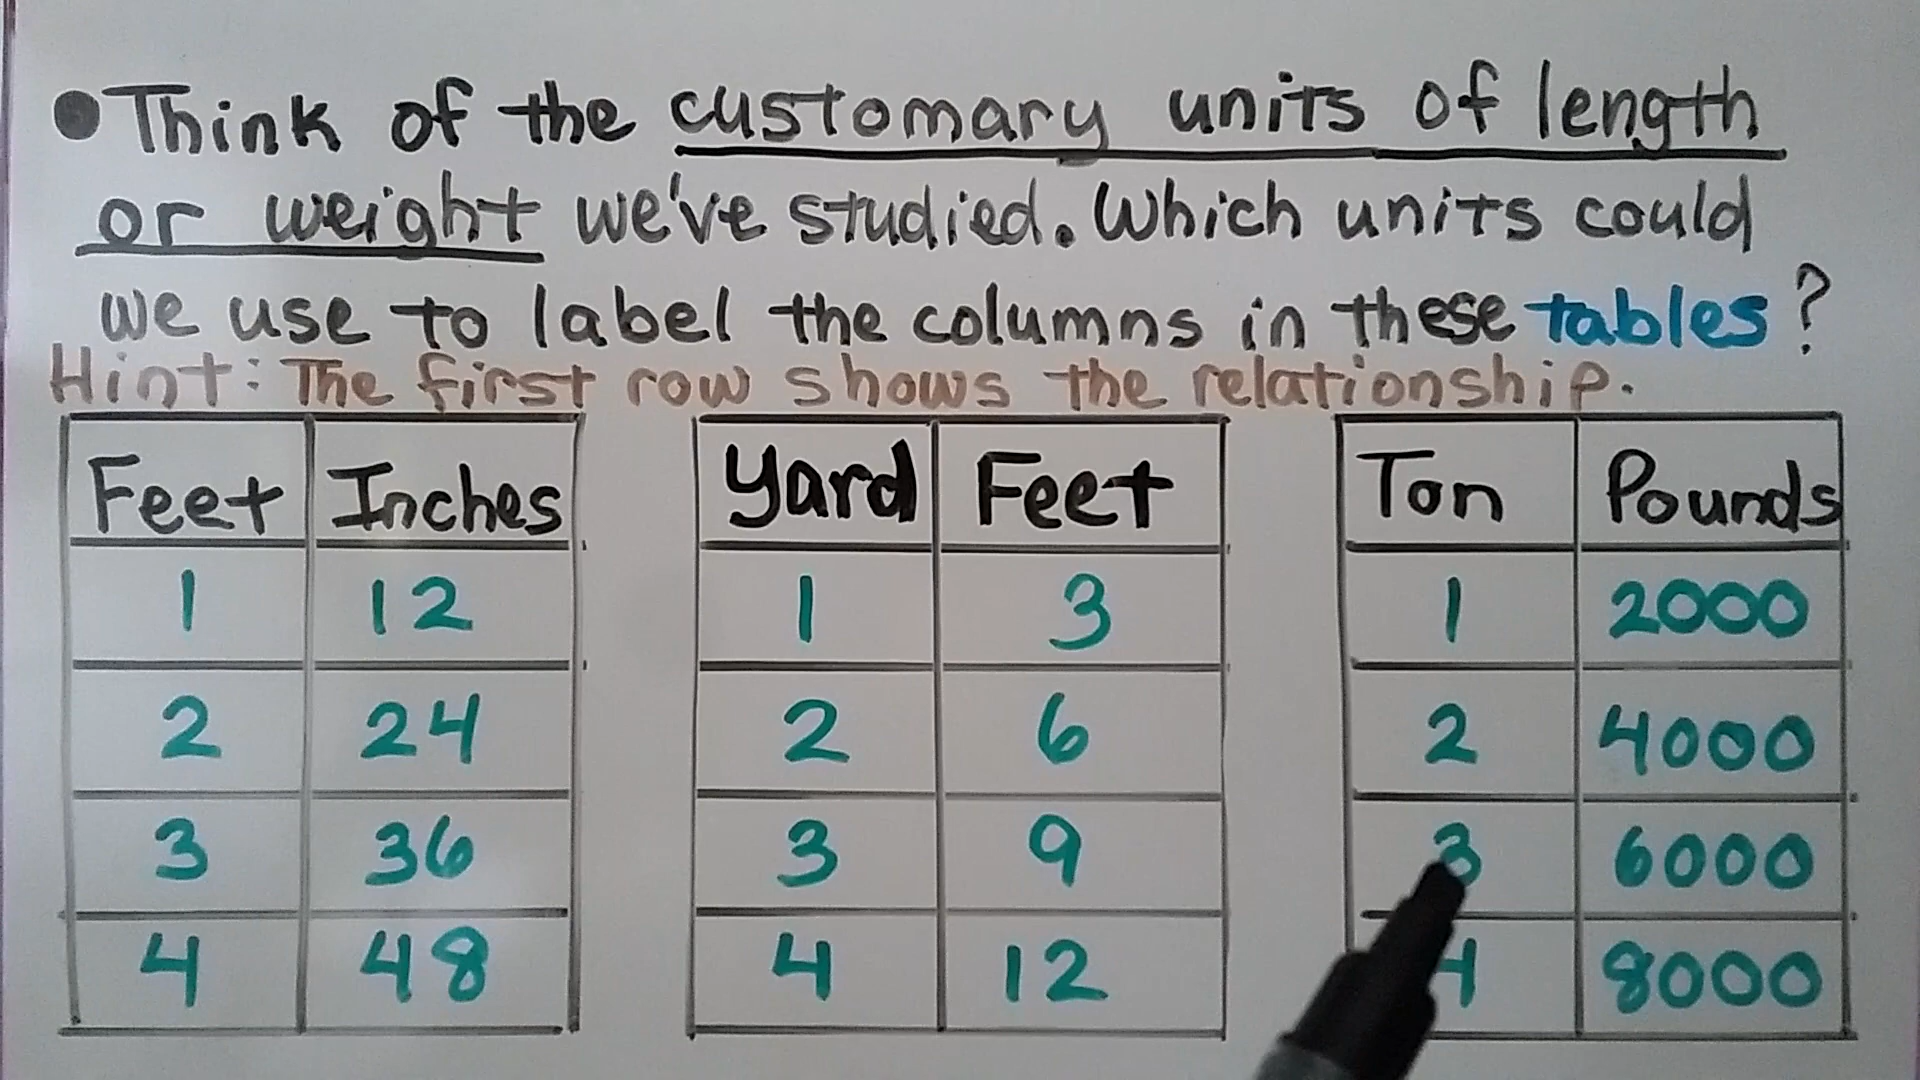 ●Think of the customary units of length
or weight we've studied. Which units could
we use to label the columns in these tables?
Hint: The first row shows the relationship.
Feet Inches
1 12
2 24
3 36
4 48
Yard Feet
1 3
2 6
3 9
4 12
Ton Pounds
1 2000
2 4000
3 6000
4 8000